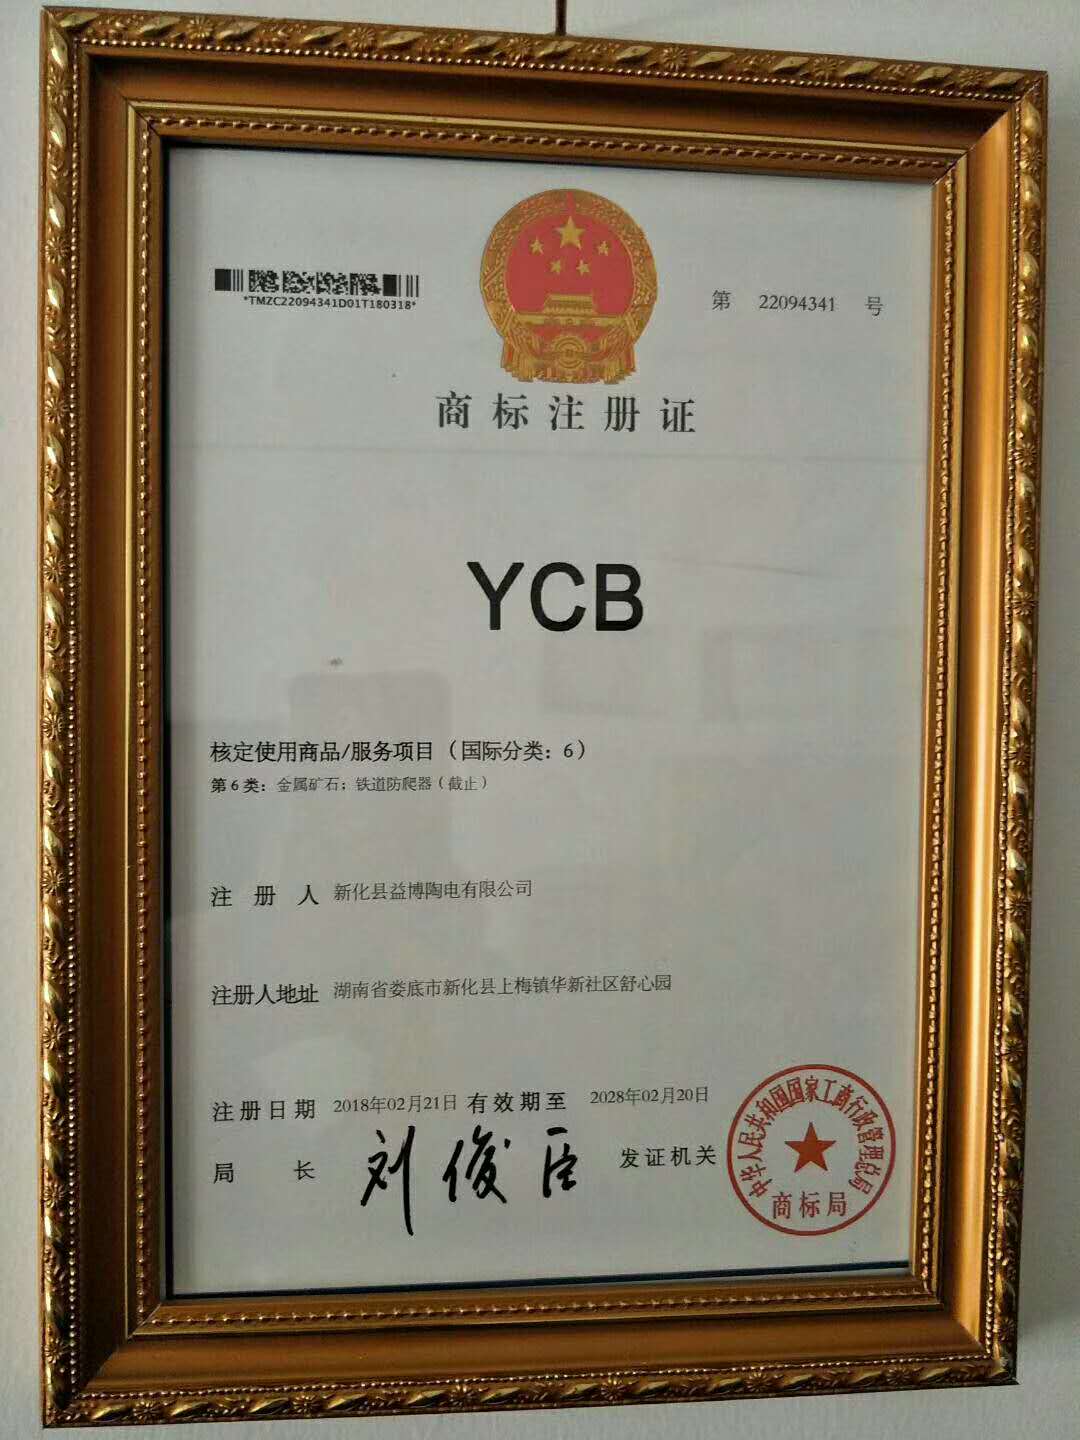 *TMZC22094341D01T180318*
第 22094341 号
商标注册证
YCB
核定使用商品/服务项目（国际分类：6）
第6类：金属矿石；铁道防爬器（截止）
注册人 新化县益博陶电有限公司
注册人地址 湖南省娄底市新化县上梅镇华新社区舒心园
注册日期 2018年02月21日 有效期至 2028年02月20日
局长 刘俊臣 发证机关
中华人民共和国国家工商行政管理总局
商标局